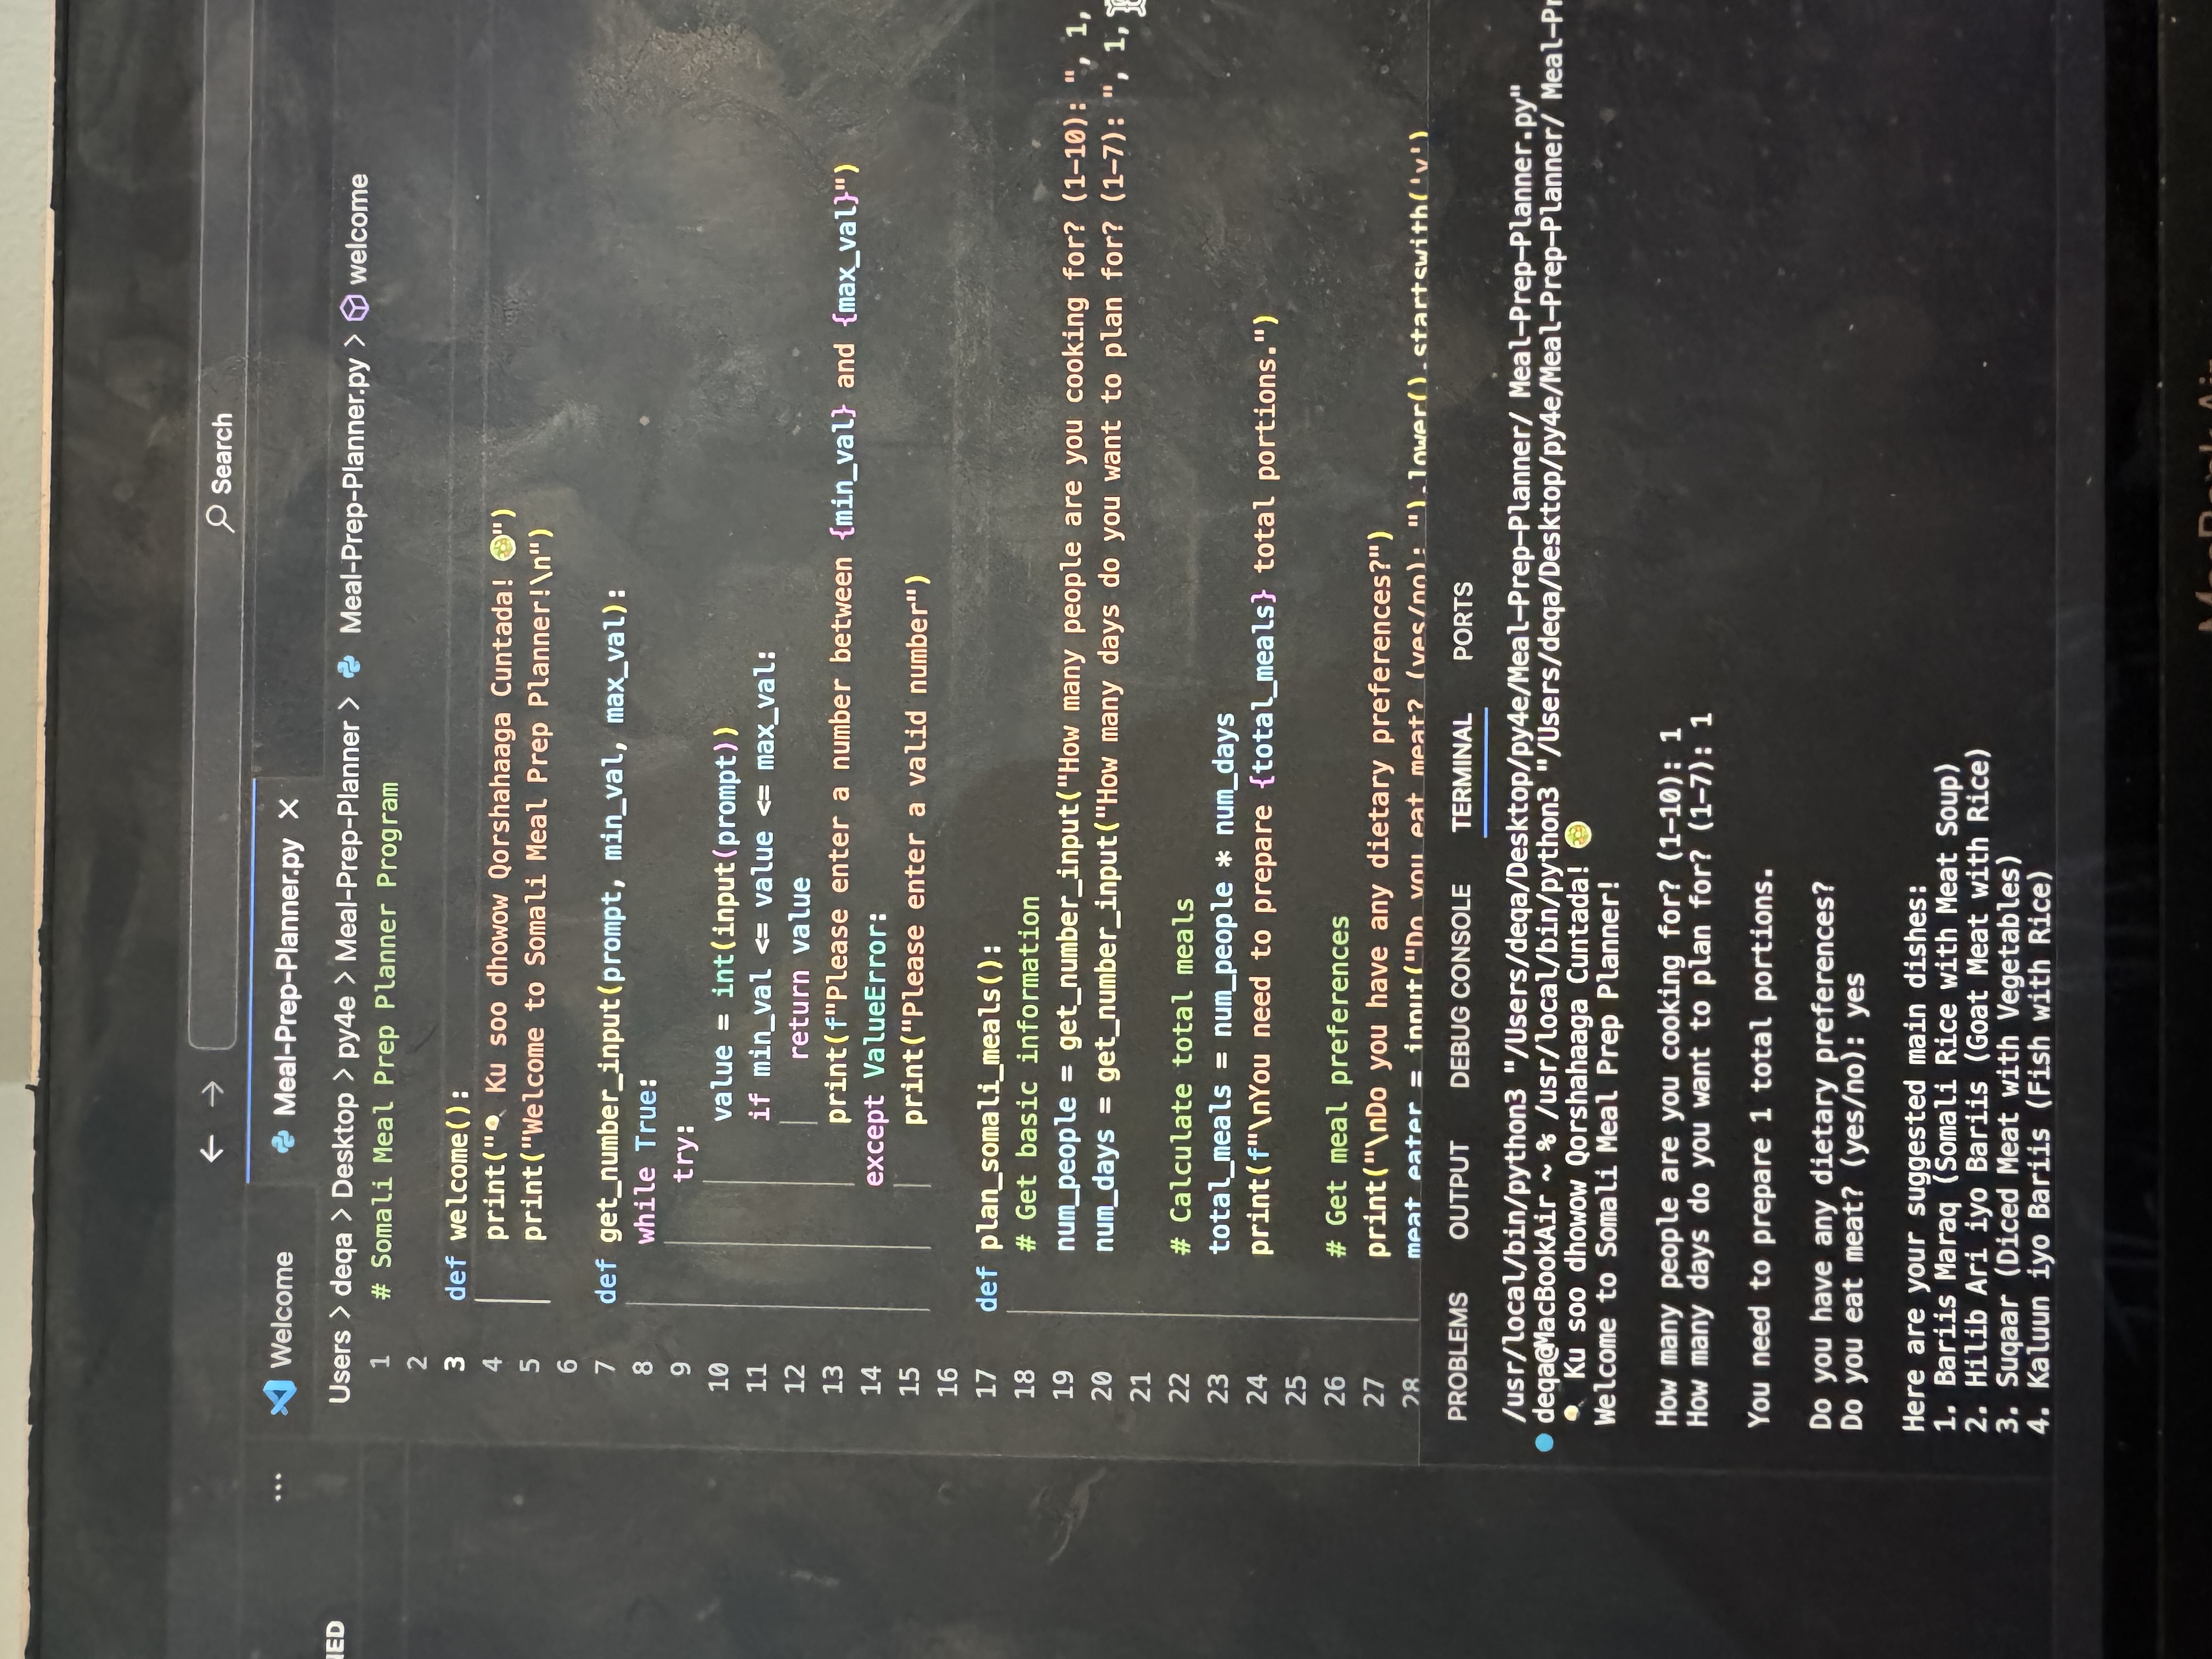 Search
... Welcome Meal-Prep-Planner.py
NED
Users > deqa > Desktop > py4e > Meal-Prep-Planner > Meal-Prep-Planner.py > welcome
1 # Somali Meal Prep Planner Program
2
3 def welcome():
4 print("🍳 Ku soo dhowow Qorshahaaga Cuntada! 🥗")
5 print("Welcome to Somali Meal Prep Planner!\n")
6
7 def get_number_input(prompt, min_val, max_val):
8 while True:
9 try:
10 value = int(input(prompt))
11 if min_val <= value <= max_val:
12 return value
13 print(f"Please enter a number between {min_val} and {max_val}")
14 except ValueError:
15 print("Please enter a valid number")
16
17 def plan_somali_meals():
18 # Get basic information
19 num_people = get_number_input("How many people are you cooking for? (1-10): ", 1,
20 num_days = get_number_input("How many days do you want to plan for? (1-7): ", 1,
21
22 # Calculate total meals
23 total_meals = num_people * num_days
24 print(f"\nYou need to prepare {total_meals} total portions.")
25
26 # Get meal preferences
27 print("\nDo you have any dietary preferences?")
28 meat_eater = input("Do you eat meat? (yes/no): ").lower().startswith('y')
PROBLEMS OUTPUT DEBUG CONSOLE TERMINAL PORTS
/usr/local/bin/python3 "/Users/deqa/Desktop/py4e/Meal-Prep-Planner/ Meal-Prep-Planner.py"
deqa@MacBookAir ~ % /usr/local/bin/python3 "/Users/deqa/Desktop/py4e/Meal-Prep-Planner/ Meal-Pr
🍳 Ku soo dhowow Qorshahaaga Cuntada! 🥗
Welcome to Somali Meal Prep Planner!
How many people are you cooking for? (1-10): 1
How many days do you want to plan for? (1-7): 1
You need to prepare 1 total portions.
Do you have any dietary preferences?
Do you eat meat? (yes/no): yes
Here are your suggested main dishes:
1. Bariis Maraq (Somali Rice with Meat Soup)
2. Hilib Ari iyo Bariis (Goat Meat with Rice)
3. Suqaar (Diced Meat with Vegetables)
4. Kaluun iyo Bariis (Fish with Rice)
MacBook Air